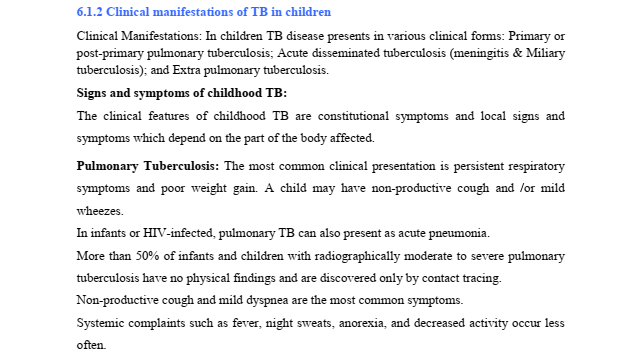 6.1.2 Clinical manifestations of TB in children
Clinical Manifestations: In children TB disease presents in various clinical forms: Primary or
post-primary pulmonary tuberculosis; Acute disseminated tuberculosis (meningitis & Miliary
tuberculosis); and Extra pulmonary tuberculosis.
Signs and symptoms of childhood TB:
The clinical features of childhood TB are constitutional symptoms and local signs and
symptoms which depend on the part of the body affected.
Pulmonary Tuberculosis: The most common clinical presentation is persistent respiratory
symptoms and poor weight gain. A child may have non-productive cough and /or mild
wheezes.
In infants or HIV-infected, pulmonary TB can also present as acute pneumonia.
More than 50% of infants and children with radiographically moderate to severe pulmonary
tuberculosis have no physical findings and are discovered only by contact tracing.
Non-productive cough and mild dyspnea are the most common symptoms.
Systemic complaints such as fever, night sweats, anorexia, and decreased activity occur less
often.